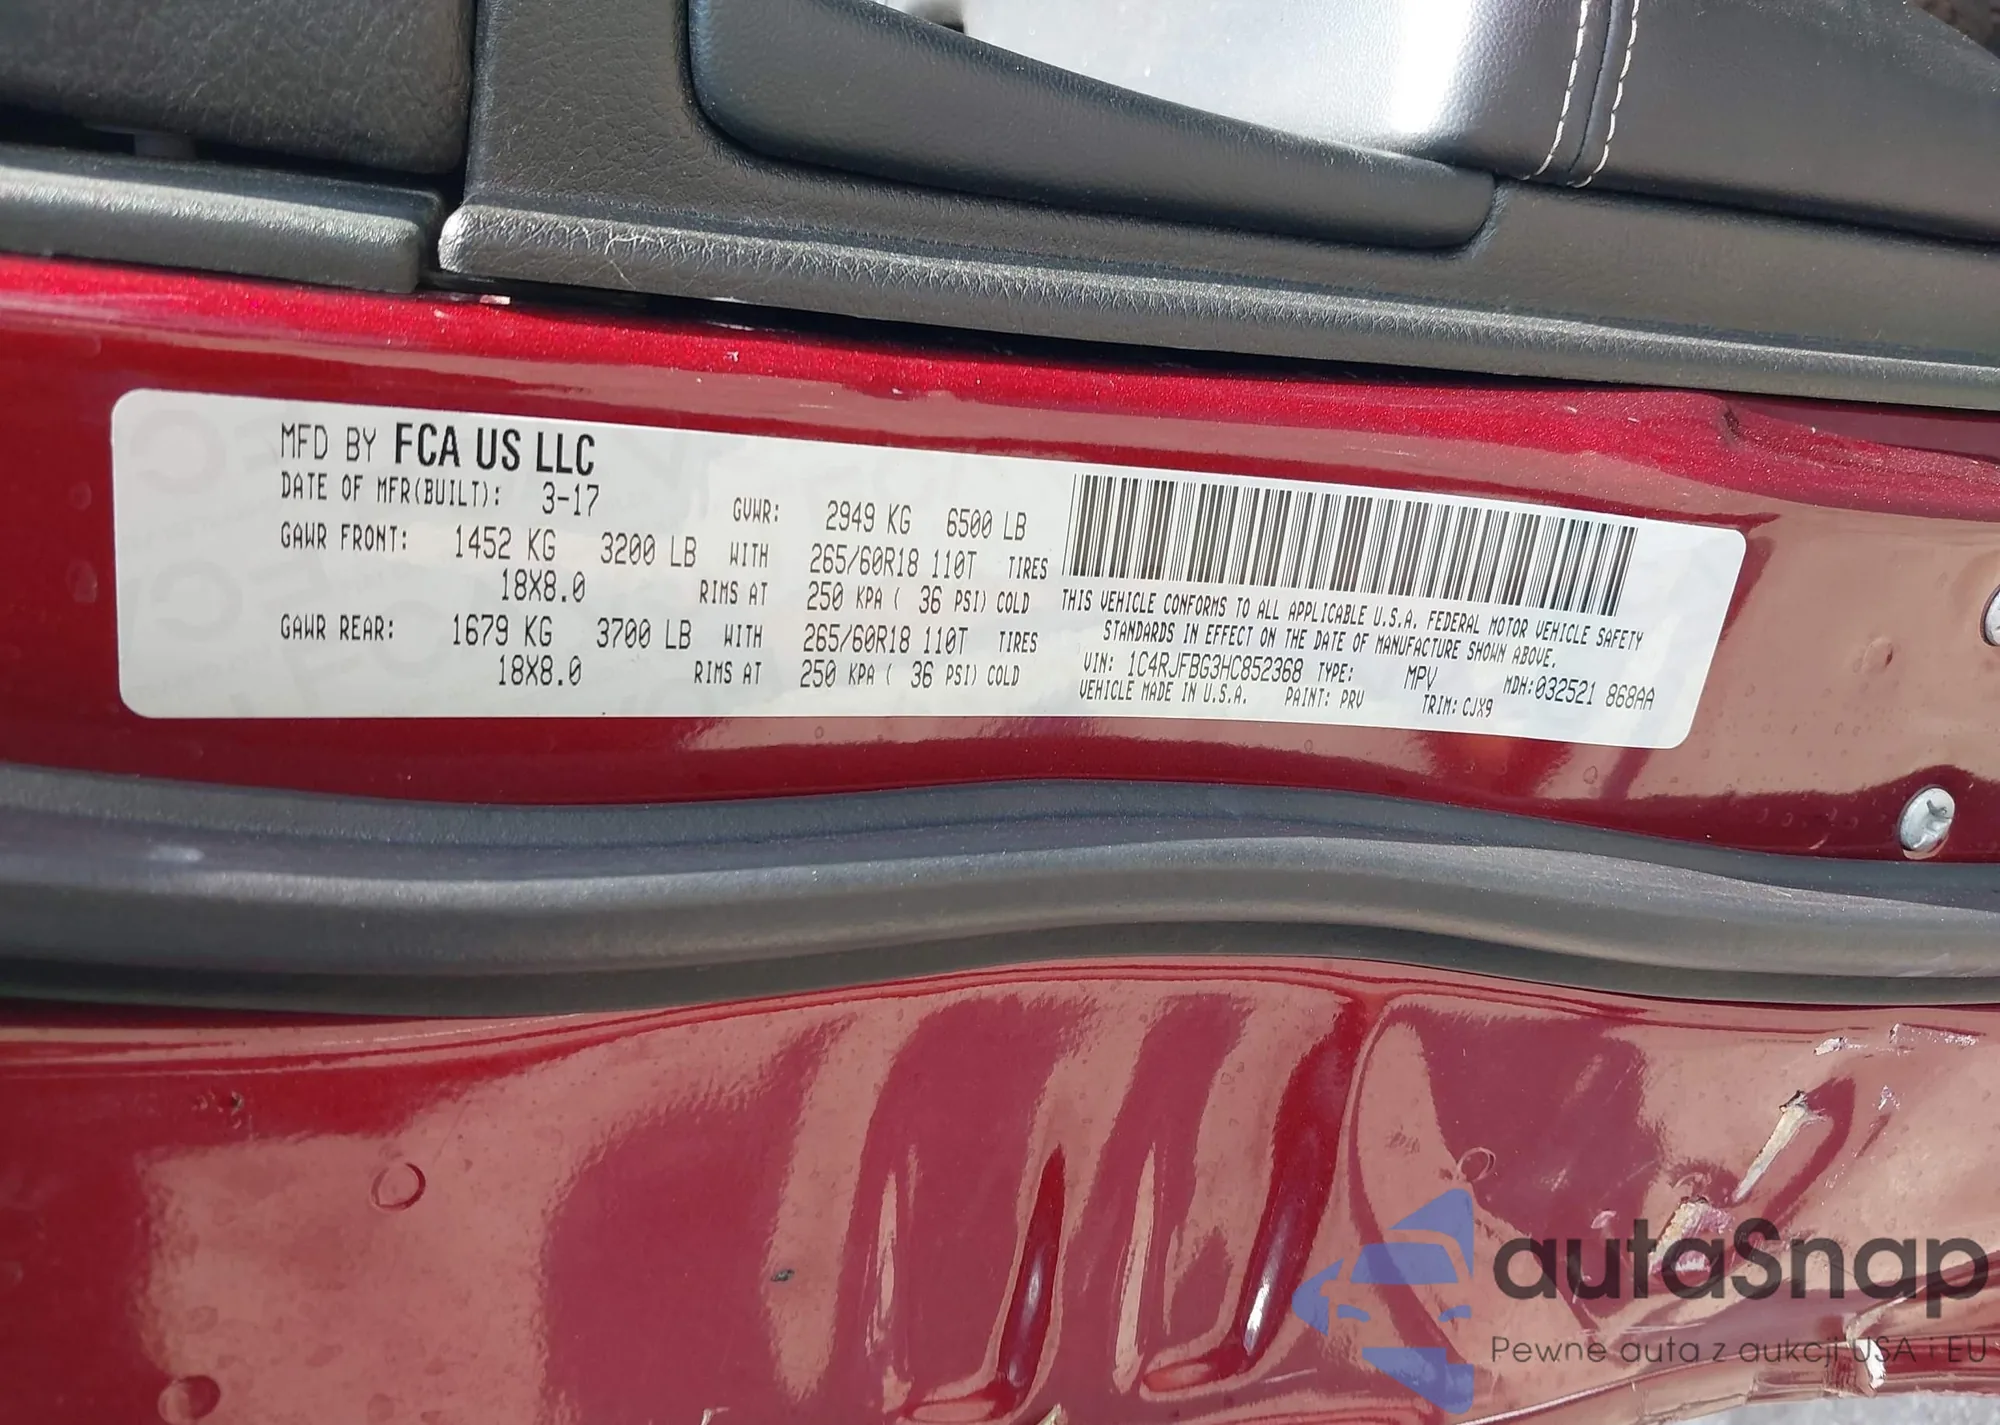 MFD BY FCA US LLC
DATE OF MFR(BUILT): 3-17 GVWR: 2949 KG 6500 LB
GAWR FRONT: 1452 KG 3200 LB WITH 265/60R18 110T TIRES
18X8.0 RIMS AT 250 KPA ( 36 PSI) COLD
GAWR REAR: 1679 KG 3700 LB WITH 265/60R18 110T TIRES
18X8.0 RIMS AT 250 KPA ( 36 PSI) COLD
THIS VEHICLE CONFORMS TO ALL APPLICABLE U.S.A. FEDERAL MOTOR VEHICLE SAFETY
STANDARDS IN EFFECT ON THE DATE OF MANUFACTURE SHOWN ABOVE.
VIN: 1C4RJFBG3HC852368 TYPE: MPV MDH:032521 868AA
VEHICLE MADE IN U.S.A. PAINT: PRV TRIM: CJX9
autaSnap
Pewne auta z aukcji USA i EU